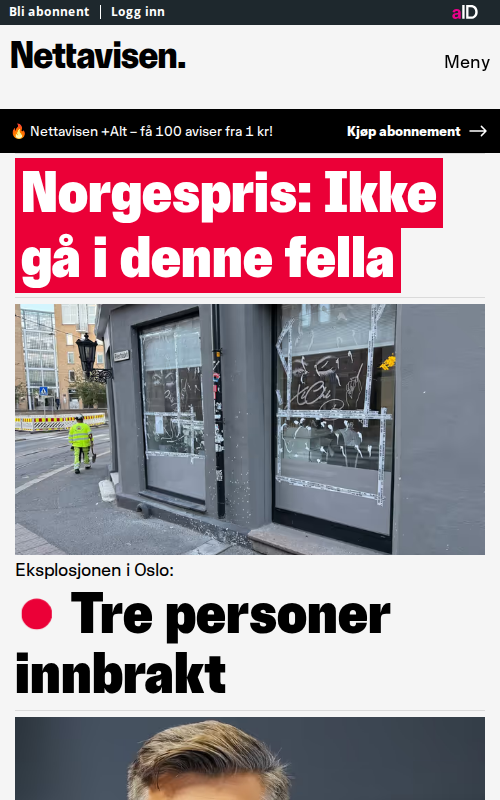 Bli abonnent
Logg inn
aID
Nettavisen.
Meny
🔥 Nettavisen +Alt – få 100 aviser fra 1 kr!
Kjøp abonnement →
Norgespris: Ikke
gå i denne fella
Eksplosjonen i Oslo:
Tre personer
innbrakt